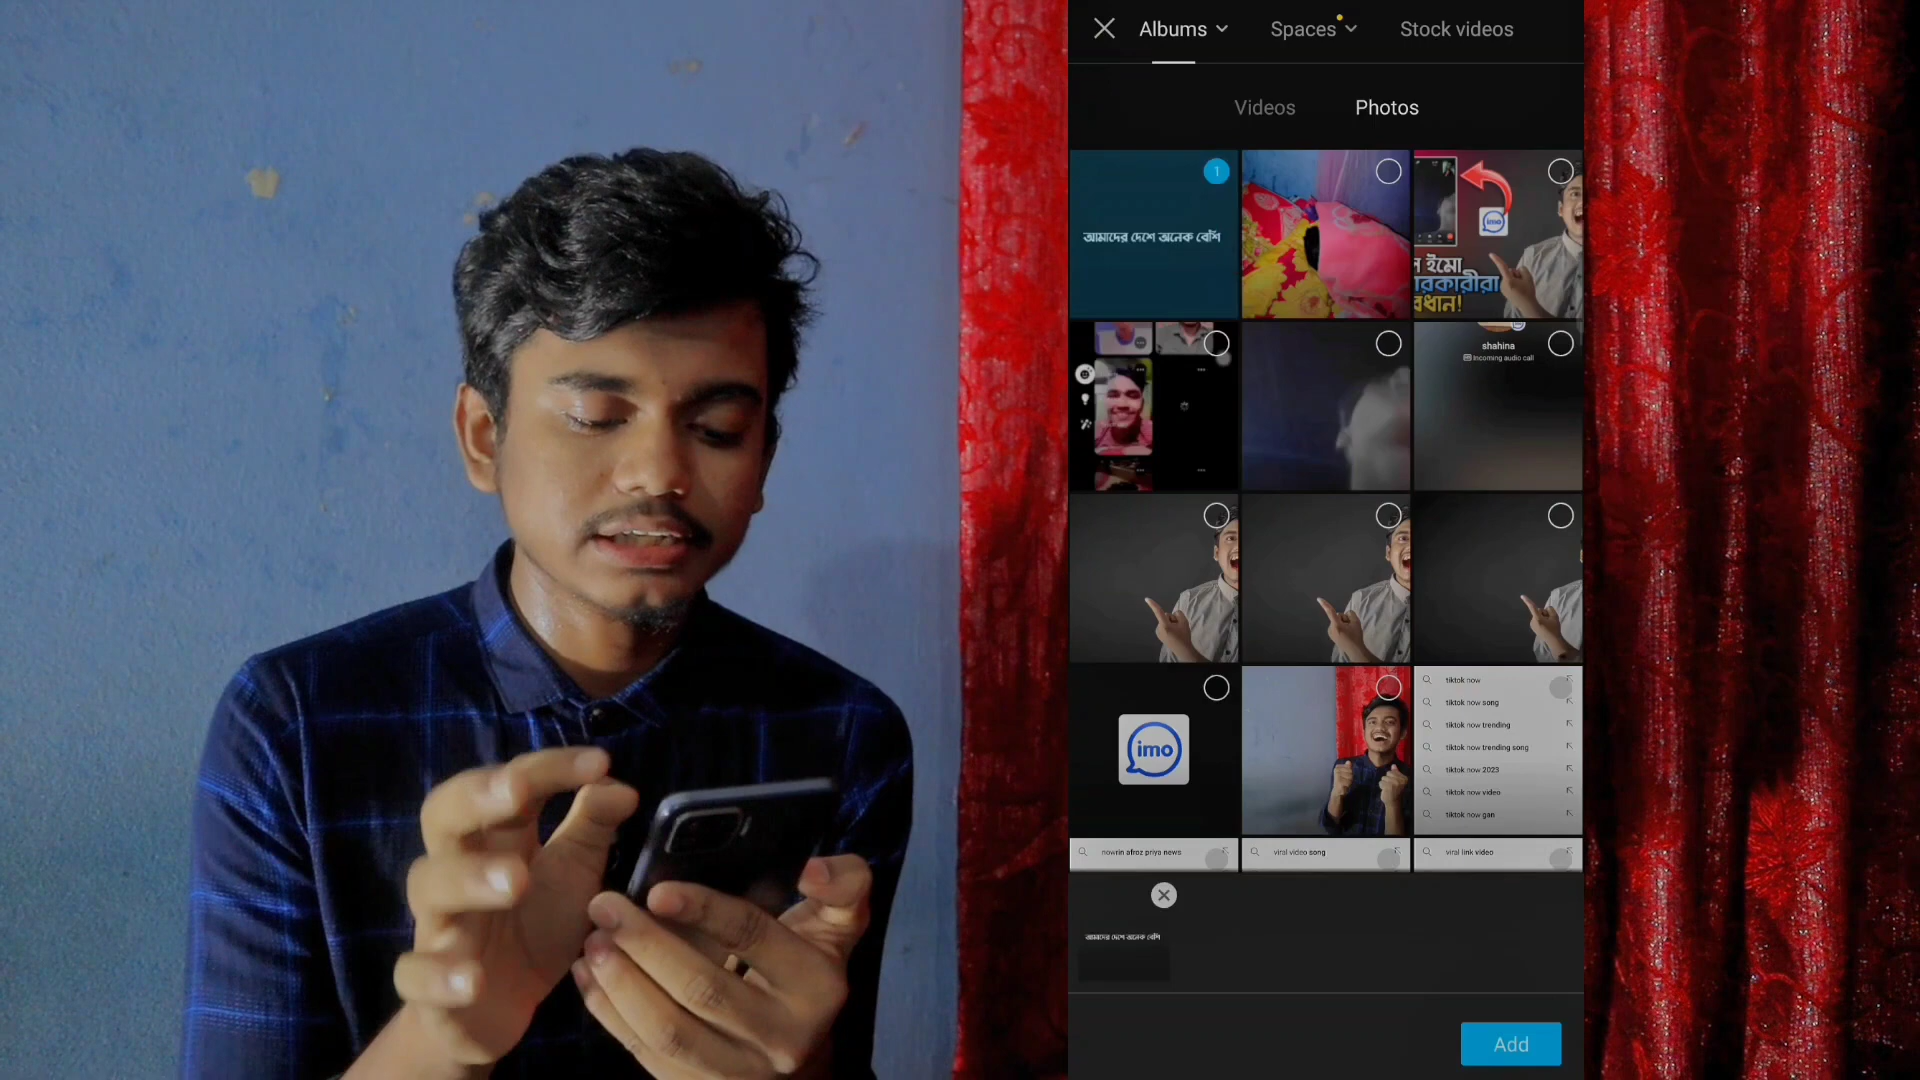 Albums
Spaces
Stock videos
Videos
Photos
1
আমাদের দেশে অনেক বেশি
imo
ইমো
shahina
Incoming audio call
imo
tiktok now
tiktok now song
tiktok now trending
tiktok now trending song
tiktok now 2023
tiktok now video
tiktok now gan
nowrin afroz priya news
viral video song
viral link video
আমাদের দেশে অনেক বেশি
Add